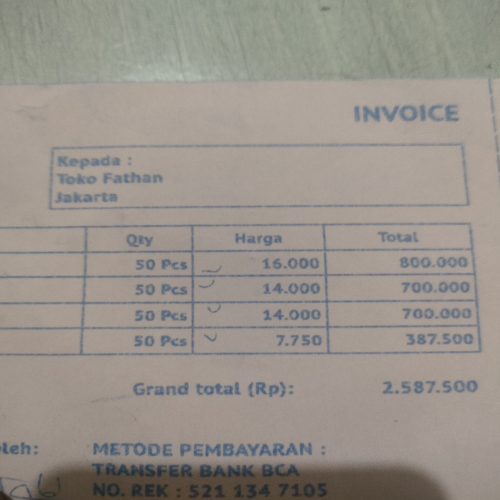 INVOICE
Kepada :
Toko Fathan
Jakarta
Qty Harga Total
50 Pcs 16.000 800.000
50 Pcs 14.000 700.000
50 Pcs 14.000 700.000
50 Pcs 7.750 387.500
Grand total (Rp): 2.587.500
oleh: METODE PEMBAYARAN :
TRANSFER BANK BCA
NO. REK : 521 134 7105